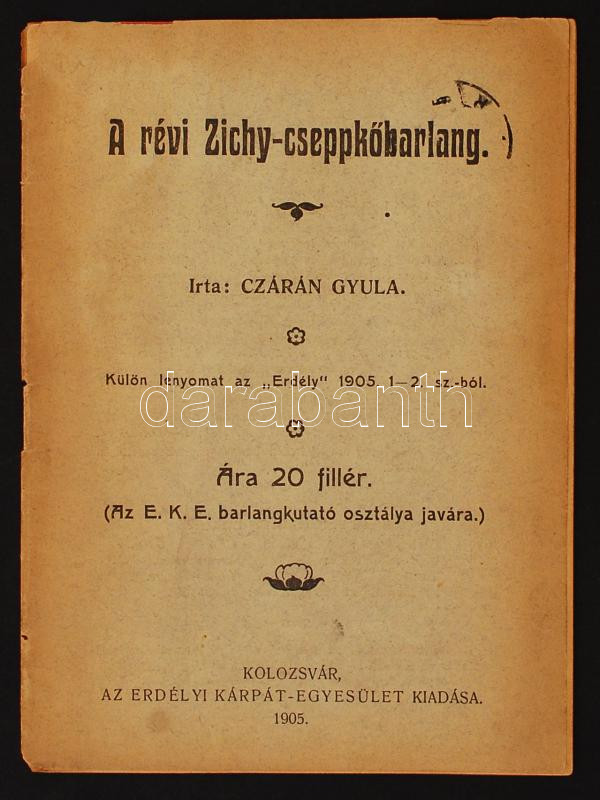 A révi Zichy-cseppkőbarlang.
Irta: CZÁRÁN GYULA.
Külön lenyomat az „Erdély" 1905. 1—2. sz.-ból.
darabanth
Ára 20 fillér.
(Az E. K. E. barlangkutató osztálya javára.)
KOLOZSVÁR,
AZ ERDÉLYI KÁRPÁT-EGYESÜLET KIADÁSA.
1905.